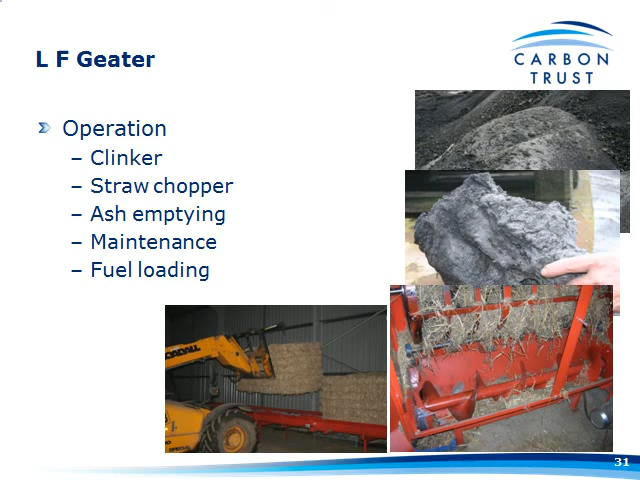 L F Geater
CARBON
TRUST
Operation
– Clinker
– Straw chopper
– Ash emptying
– Maintenance
– Fuel loading
31